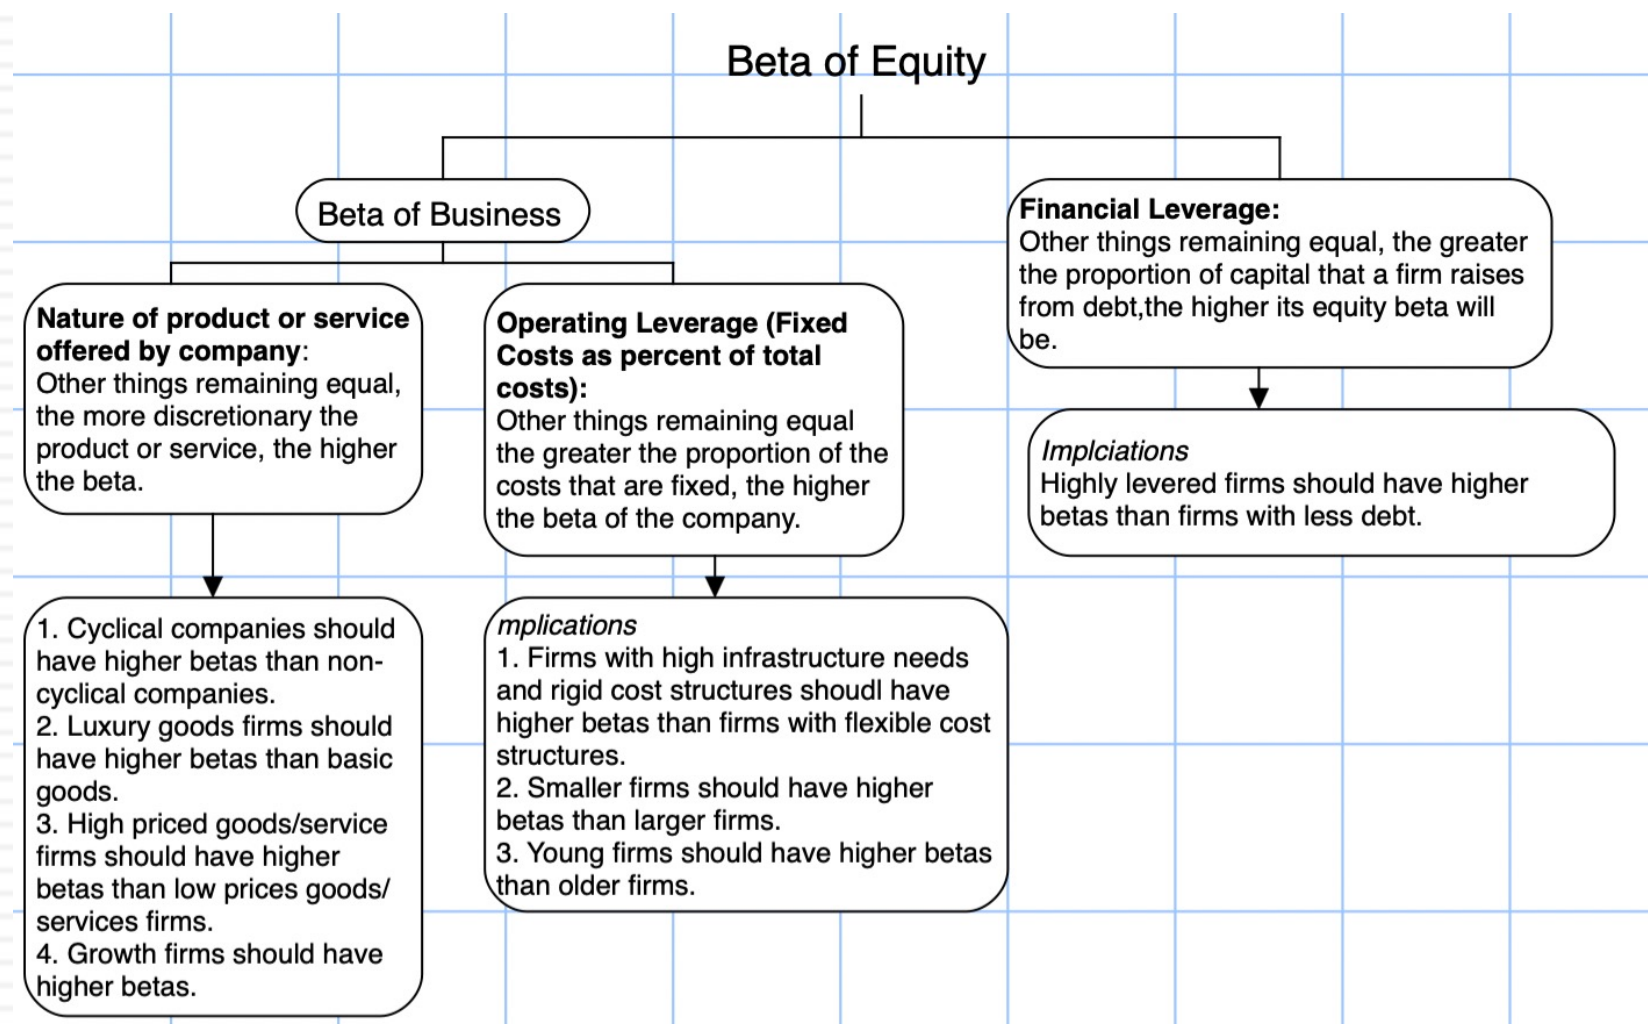 Beta of Equity
Beta of Business
Financial Leverage:
Other things remaining equal, the greater
the proportion of capital that a firm raises
from debt,the higher its equity beta will
be.
Nature of product or service
offered by company:
Other things remaining equal,
the more discretionary the
product or service, the higher
the beta.
Operating Leverage (Fixed
Costs as percent of total
costs):
Other things remaining equal
the greater the proportion of the
costs that are fixed, the higher
the beta of the company.
Implciations
Highly levered firms should have higher
betas than firms with less debt.
1. Cyclical companies should
have higher betas than non-
cyclical companies.
2. Luxury goods firms should
have higher betas than basic
goods.
3. High priced goods/service
firms should have higher
betas than low prices goods/
services firms.
4. Growth firms should have
higher betas.
mplications
1. Firms with high infrastructure needs
and rigid cost structures shoudl have
higher betas than firms with flexible cost
structures.
2. Smaller firms should have higher
betas than larger firms.
3. Young firms should have higher betas
than older firms.